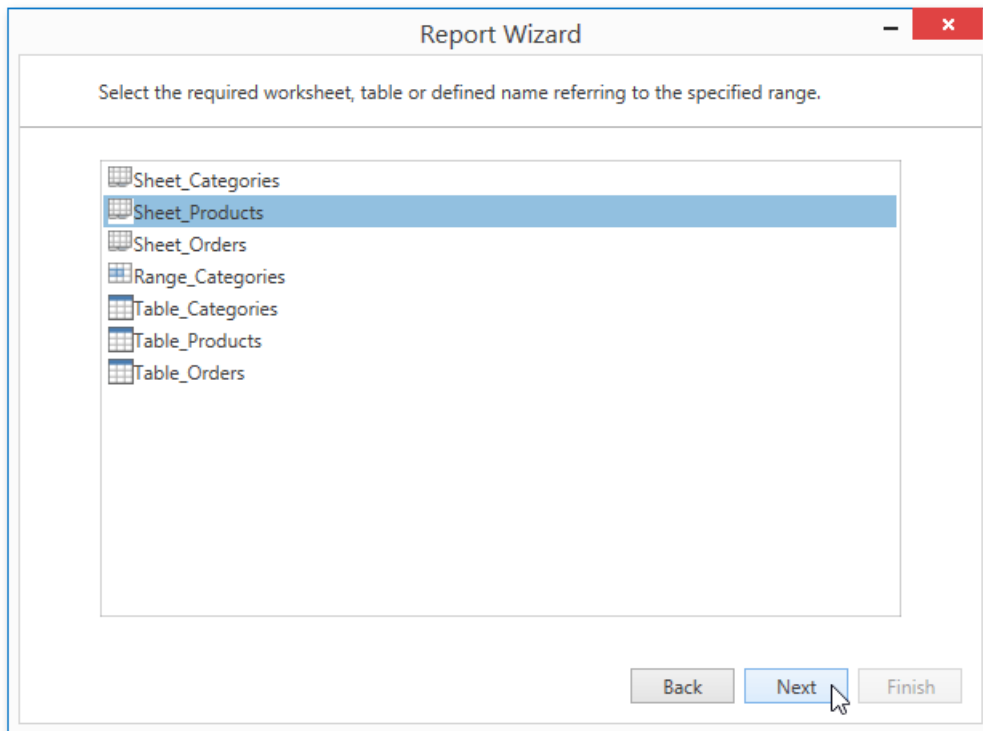 Report Wizard
Select the required worksheet, table or defined name referring to the specified range.
Sheet_Categories
Sheet_Products
Sheet_Orders
Range_Categories
Table_Categories
Table_Products
Table_Orders
Back Next Finish